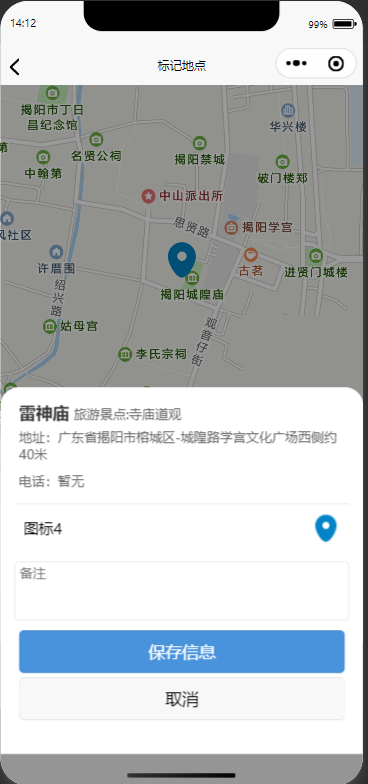 14:12
99%
标记地点
揭阳市丁日
昌纪念馆
华兴楼
名贤公祠
揭阳禁城
中翰第
破门楼郑
中山派出所
思贤路
揭阳学宫
风社区
许厝围
古茗
进贤门城楼
绍兴路
揭阳城隍庙
姑母宫
观音仔街
李氏宗祠
雷神庙 旅游景点:寺庙道观
地址：广东省揭阳市榕城区-城隍路学宫文化广场西侧约
40米
电话：暂无
图标4
备注
保存信息
取消